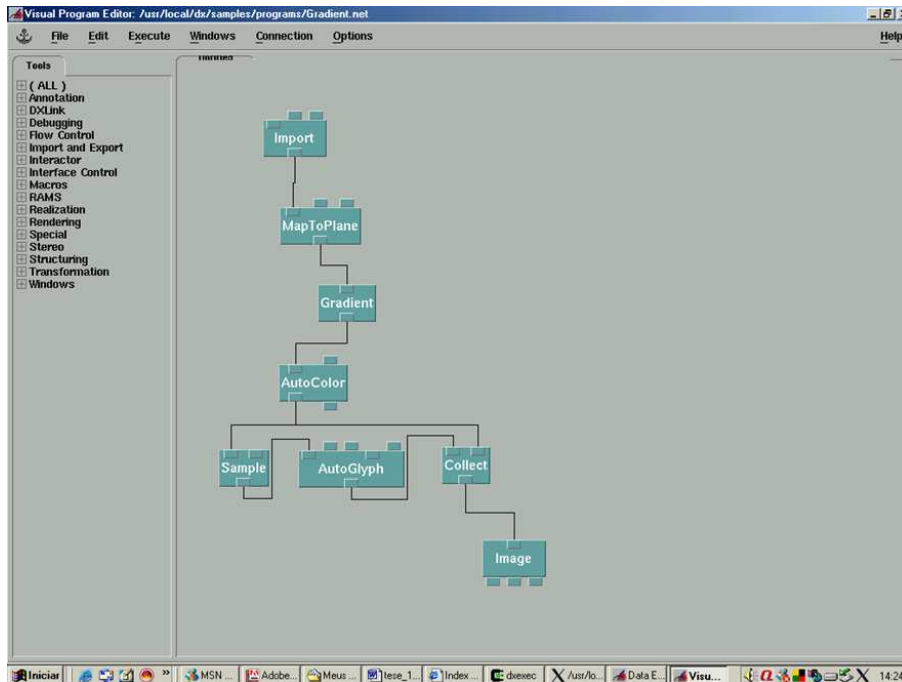 Visual Program Editor: /usr/local/dx/samples/programs/Gradient.net
File Edit Execute Windows Connection Options Help
Tools
( ALL )
Annotation
DXLink
Debugging
Flow Control
Import and Export
Interactor
Interface Control
Macros
RAMS
Realization
Rendering
Special
Stereo
Structuring
Transformation
Windows
Import
MapToPlane
Gradient
AutoColor
Sample AutoGlyph Collect
Image
Iniciar » MSN ... Adobe... Meus ... tese_1... Index ... dxexec /usr/lo... Data E... Visu... 14:24